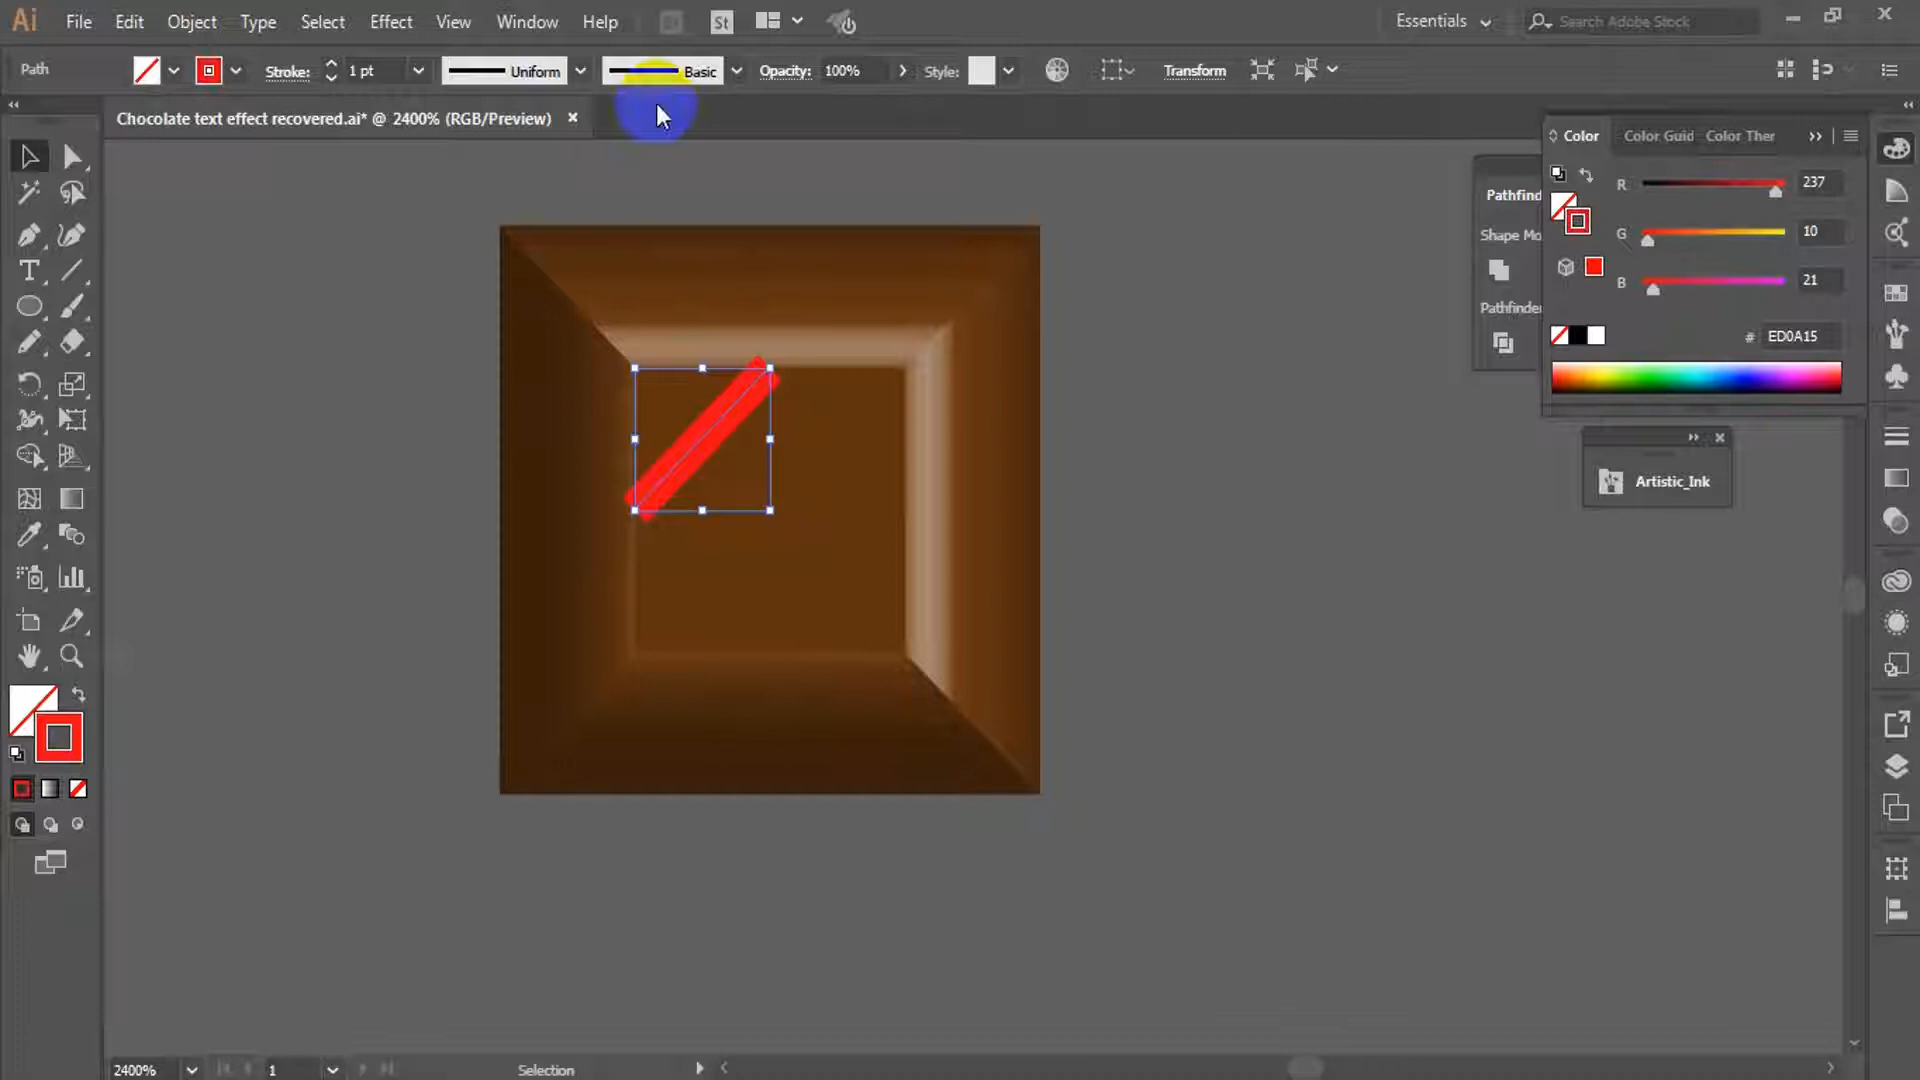 Ai File Edit Object Type Select Effect View Window Help St Essentials Search Adobe Stock
Path Stroke: 1 pt Uniform Basic Opacity: 100% Style: Transform
Chocolate text effect recovered.ai* @ 2400% (RGB/Preview)
Color Color Guid Color Ther
R 237
G 10
B 21
# ED0A15
Pathfind
Shape Mo
Pathfinder
Artistic_Ink
2400% 1 Selection